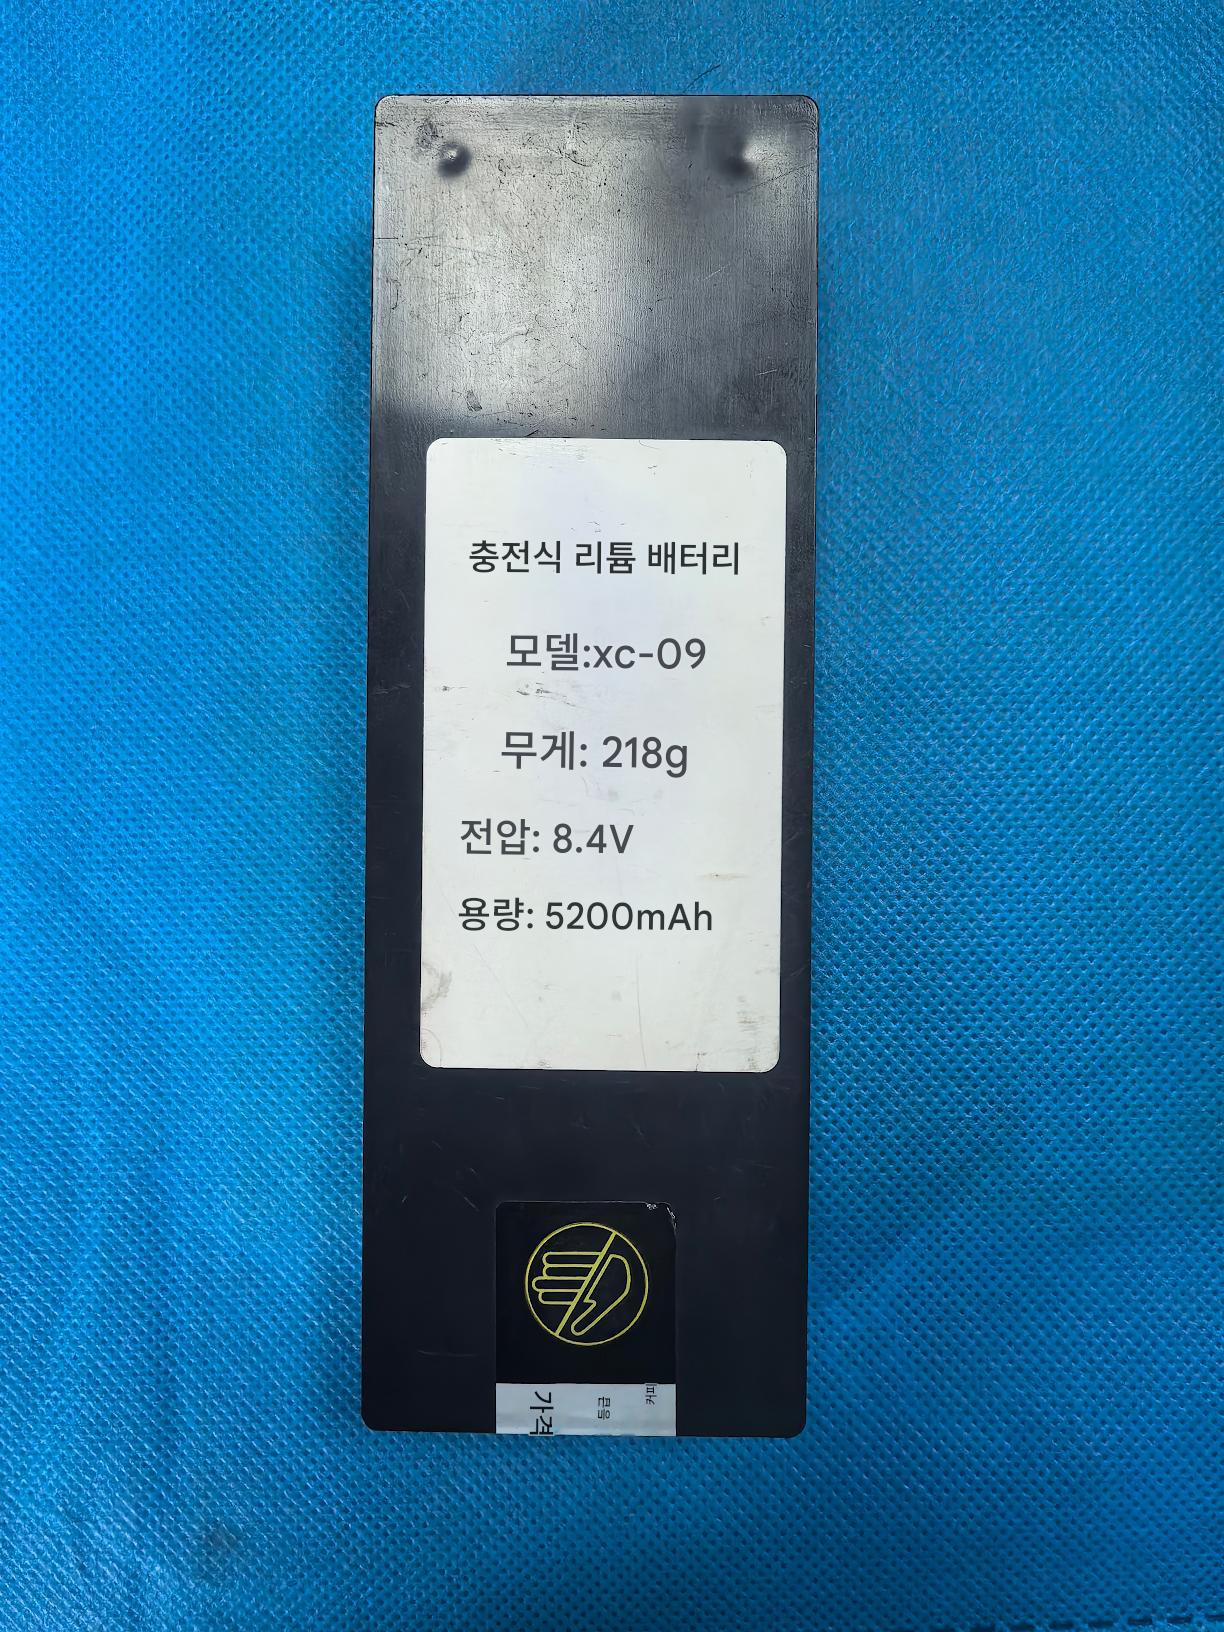 충전식 리튬 배터리
모델:xc-09
무게: 218g
전압: 8.4V
용량: 5200mAh
가격